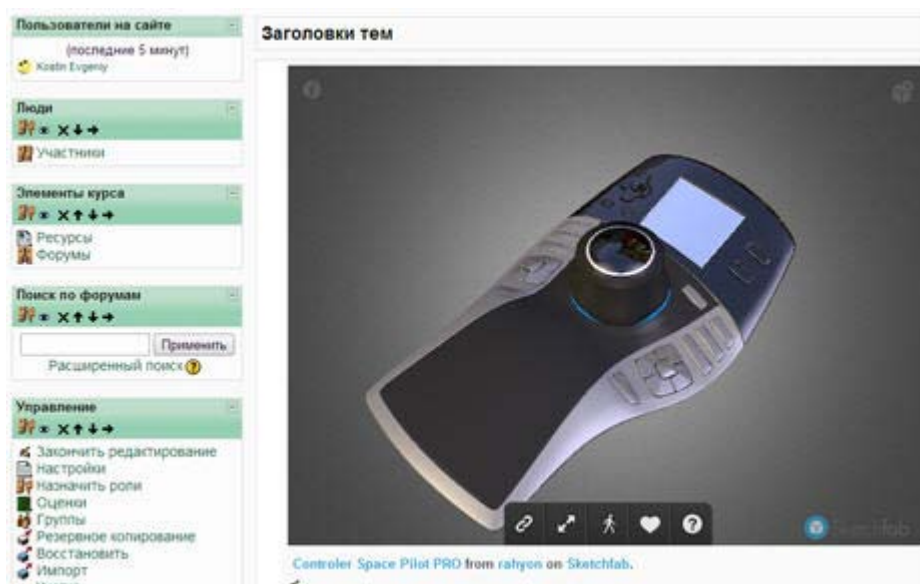 Пользователи на сайте
(последние 5 минут)
Kostin Evgeniy
Люди
Участники
Элементы курса
Ресурсы
Форумы
Поиск по форумам
Применить
Расширенный поиск
Управление
Закончить редактирование
Настройки
Назначить роли
Оценки
Группы
Резервное копирование
Восстановить
Импорт
Заголовки тем
sketchfab
Controler Space Pilot PRO from rahyon on Sketchfab.